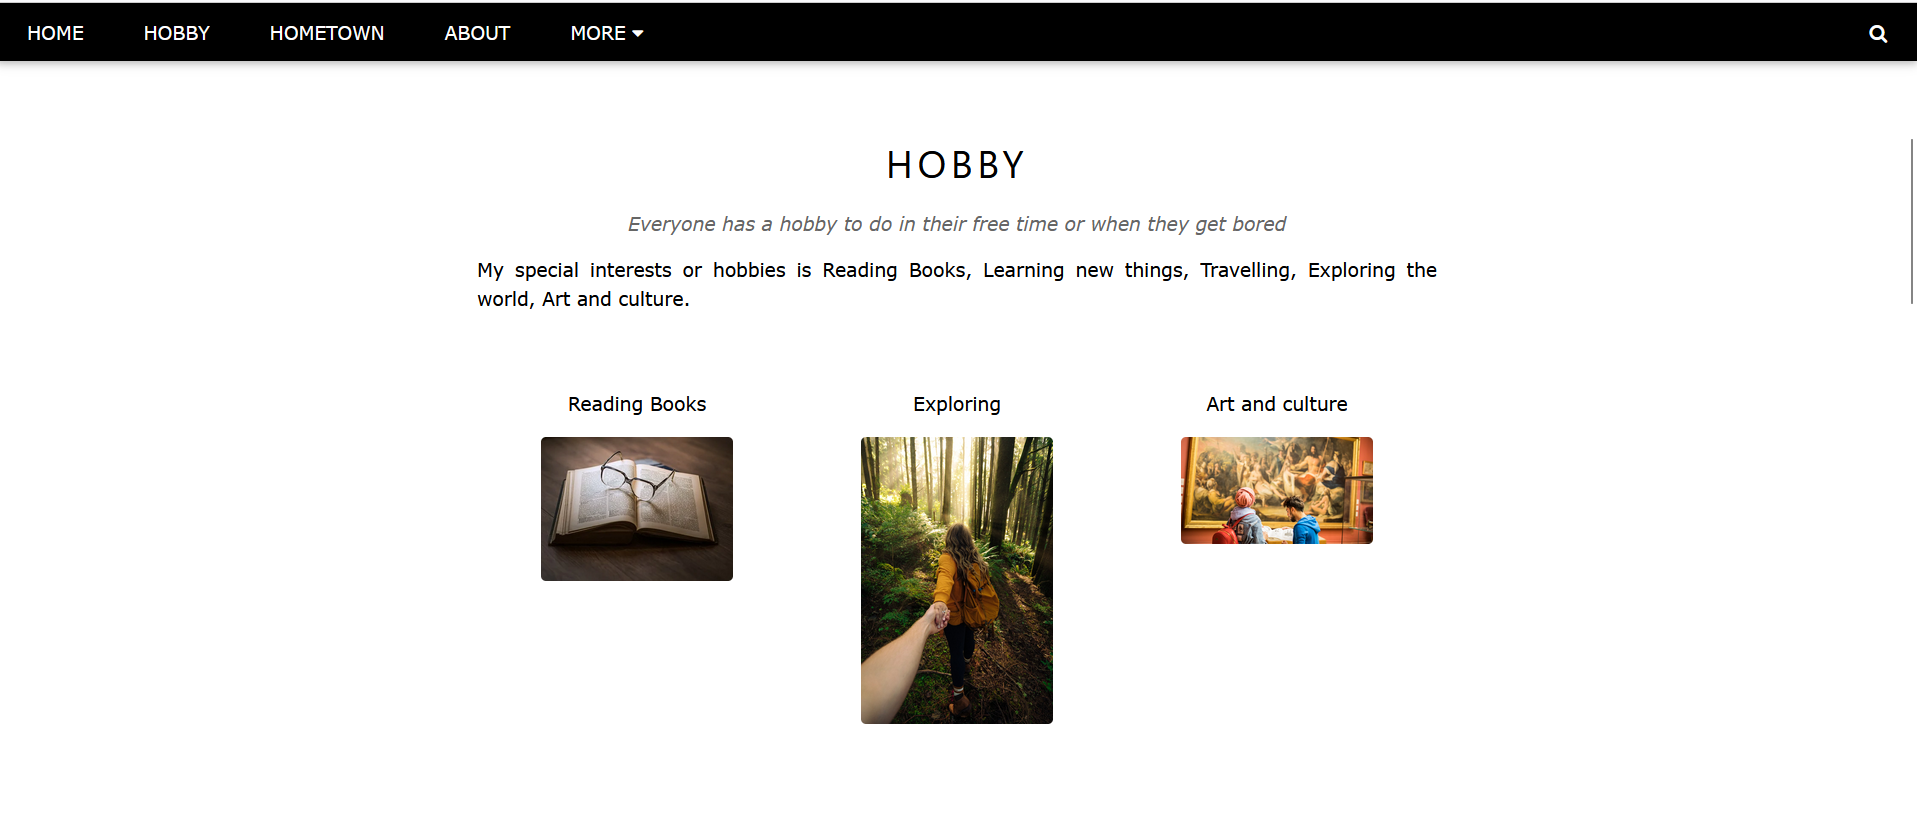 HOME HOBBY HOMETOWN ABOUT MORE
HOBBY
Everyone has a hobby to do in their free time or when they get bored
My special interests or hobbies is Reading Books, Learning new things, Travelling, Exploring the
world, Art and culture.
Reading Books Exploring Art and culture